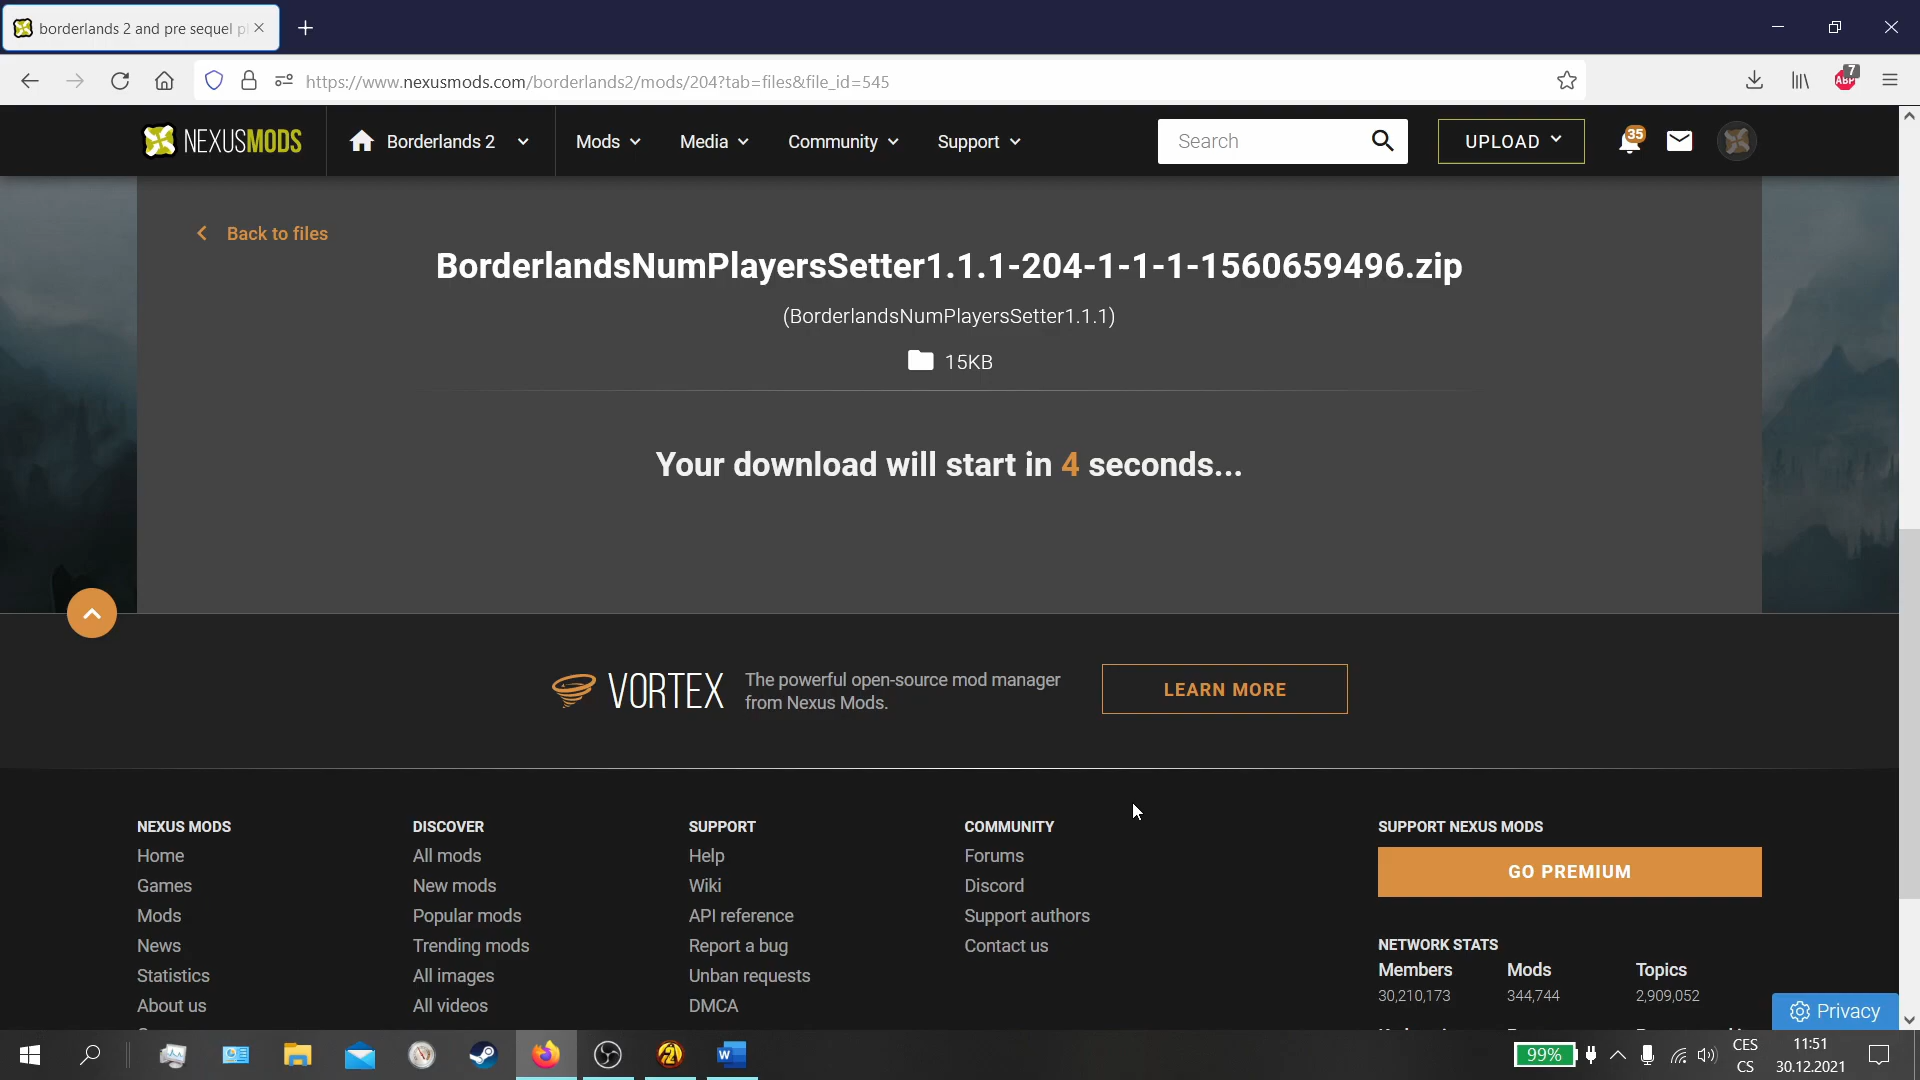 borderlands 2 and pre sequel p
https://www.nexusmods.com/borderlands2/mods/204?tab=files&file_id=545
7
ABP
NEXUSMODS
Borderlands 2
Mods
Media
Community
Support
Search
UPLOAD
35
Back to files
BorderlandsNumPlayersSetter1.1.1-204-1-1-1-1560659496.zip
(BorderlandsNumPlayersSetter1.1.1)
15KB
Your download will start in 4 seconds...
VORTEX
The powerful open-source mod manager
from Nexus Mods.
LEARN MORE
NEXUS MODS
Home
Games
Mods
News
Statistics
About us
DISCOVER
All mods
New mods
Popular mods
Trending mods
All images
All videos
SUPPORT
Help
Wiki
API reference
Report a bug
Unban requests
DMCA
COMMUNITY
Forums
Discord
Support authors
Contact us
SUPPORT NEXUS MODS
GO PREMIUM
NETWORK STATS
Members
Mods
Topics
30,210,173
344,744
2,909,052
Privacy
99%
CES
CS
11:51
30.12.2021